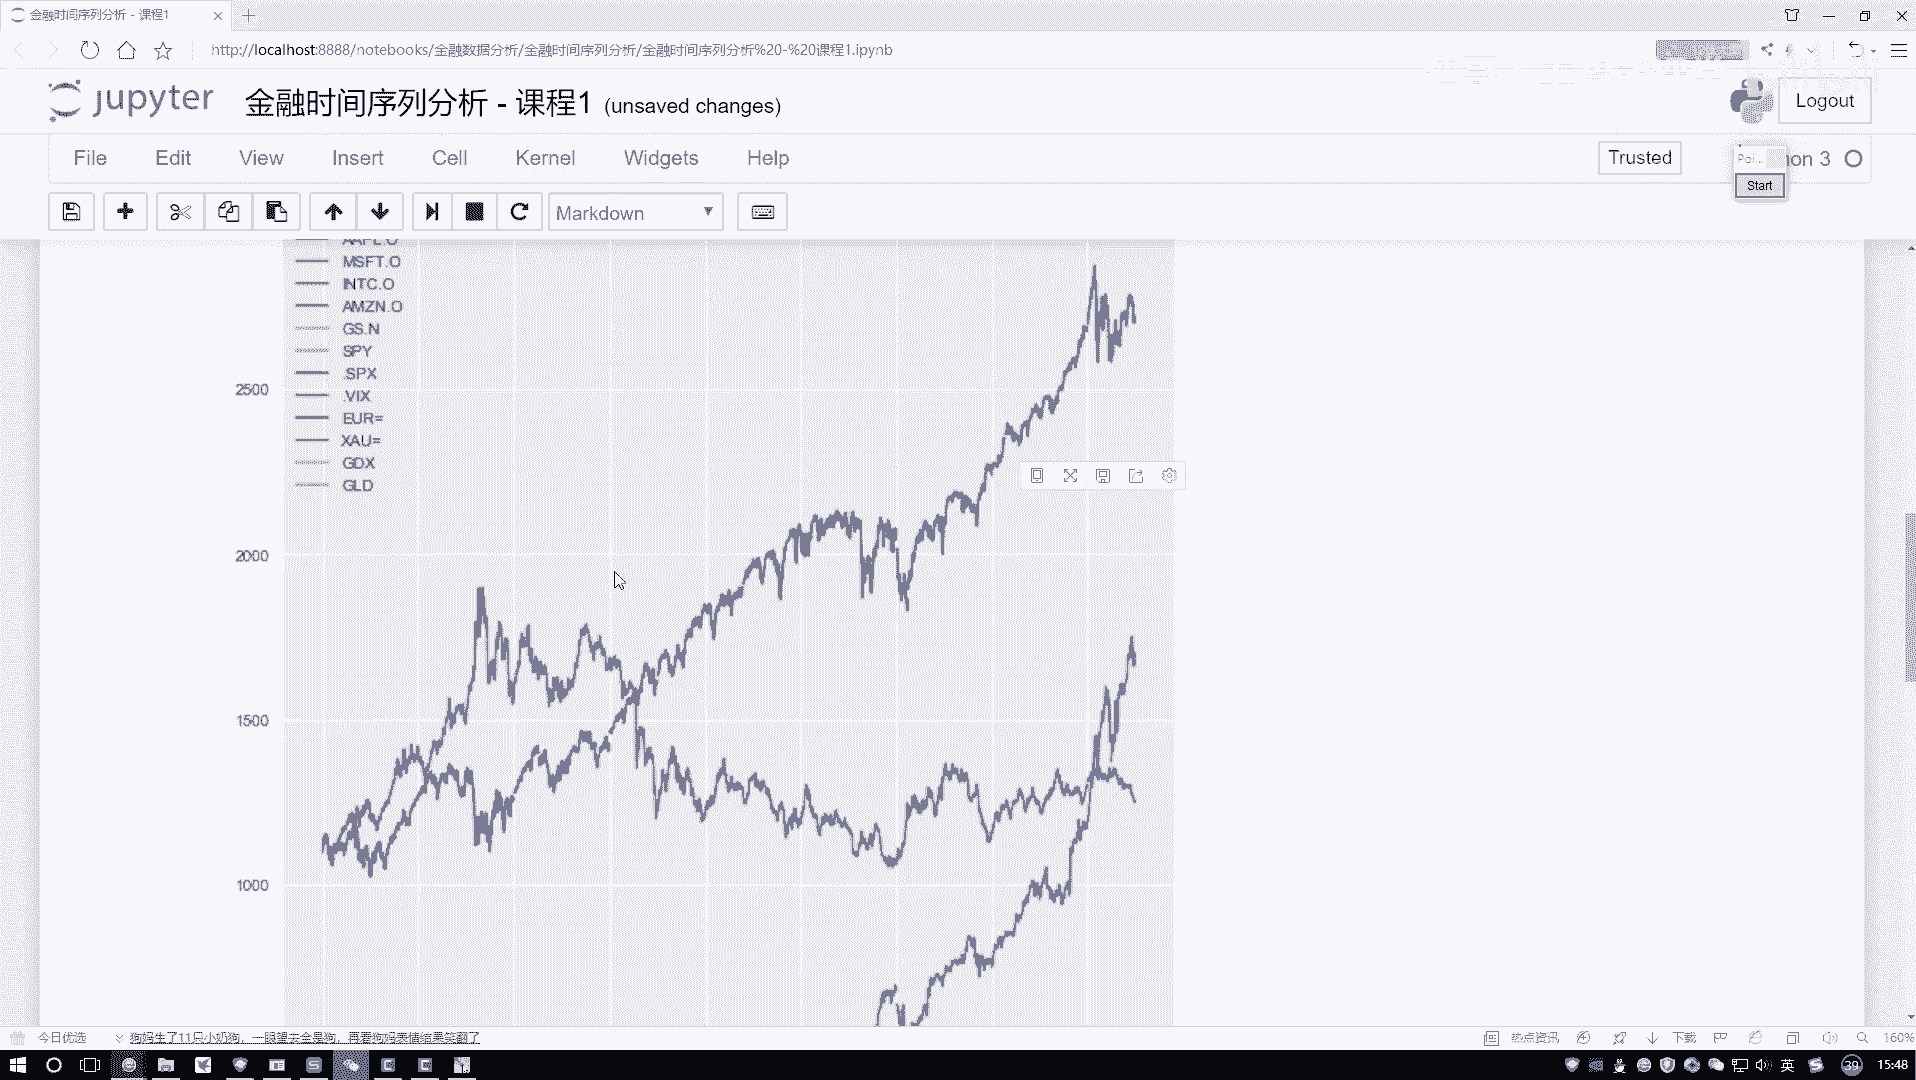 金融时间序列分析 - 课程1
http://localhost:8888/notebooks/金融数据分析/金融时间序列分析/金融时间序列分析%20-%20课程1.ipynb
jupyter 金融时间序列分析 - 课程1 (unsaved changes)
Logout
File Edit View Insert Cell Kernel Widgets Help
Trusted
Poi... hon 3
Start
Markdown
AAPL.O
MSFT.O
INTC.O
AMZN.O
GS.N
SPY
.SPX
.VIX
EUR=
XAU=
GDX
GLD
2500
2000
1500
1000
今日优选 狗妈生了11只小奶狗,一眼望去全是狗,再看狗妈表情结果笑翻了
热点资讯 下载 160%
英 39 15:48